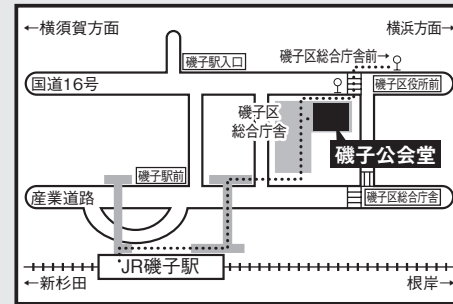 ←横須賀方面
横浜方面→
磯子駅入口
磯子区総合庁舎前→
国道16号
磯子区役所前
磯子区
総合庁舎
磯子公会堂
磯子駅前
産業道路
磯子区総合庁舎
JR磯子駅
←新杉田
根岸→